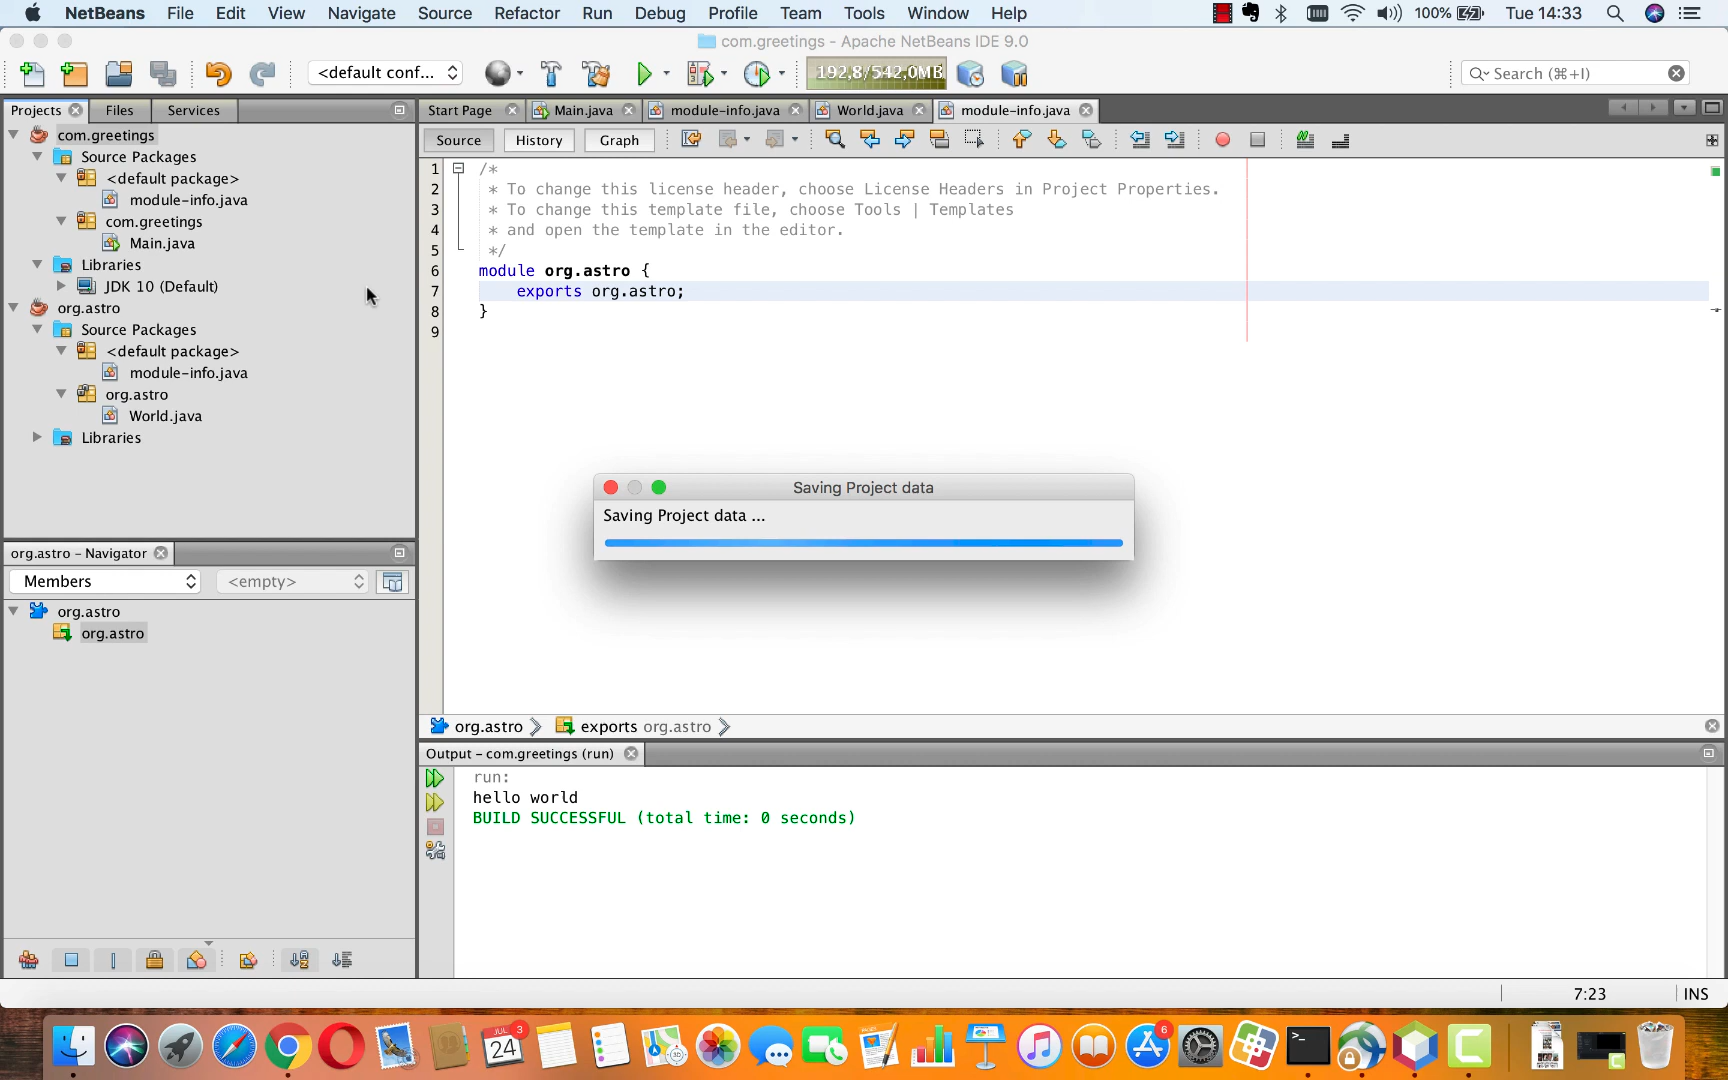 NetBeans File Edit View Navigate Source Refactor Run Debug Profile Team Tools Window Help 100% Tue 14:33
com.greetings - Apache NetBeans IDE 9.0
<default conf... 192,8/542,0MB Search (⌘+I)
Projects Files Services
Start Page Main.java module-info.java World.java module-info.java
Source History Graph
com.greetings
Source Packages
<default package>
module-info.java
com.greetings
Main.java
Libraries
JDK 10 (Default)
org.astro
Source Packages
<default package>
module-info.java
org.astro
World.java
Libraries
1 /*
2 * To change this license header, choose License Headers in Project Properties.
3 * To change this template file, choose Tools | Templates
4 * and open the template in the editor.
5 */
6 module org.astro {
7 exports org.astro;
8 }
9
Saving Project data
Saving Project data ...
org.astro - Navigator
Members <empty>
org.astro
org.astro
org.astro exports org.astro
Output - com.greetings (run)
run:
hello world
BUILD SUCCESSFUL (total time: 0 seconds)
7:23 INS
JUL 3
24
3D
6